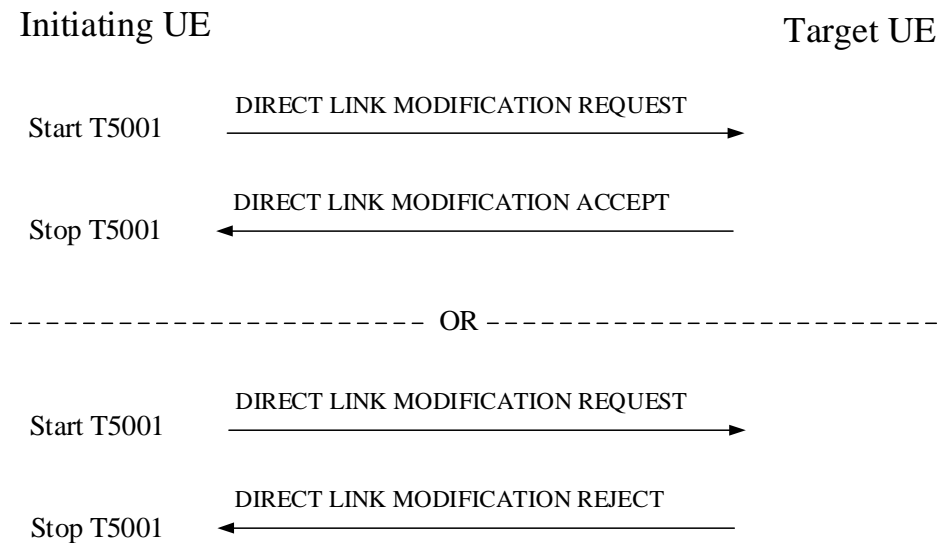 Initiating UE
Target UE
DIRECT LINK MODIFICATION REQUEST
Start T5001
DIRECT LINK MODIFICATION ACCEPT
Stop T5001
OR
DIRECT LINK MODIFICATION REQUEST
Start T5001
DIRECT LINK MODIFICATION REJECT
Stop T5001